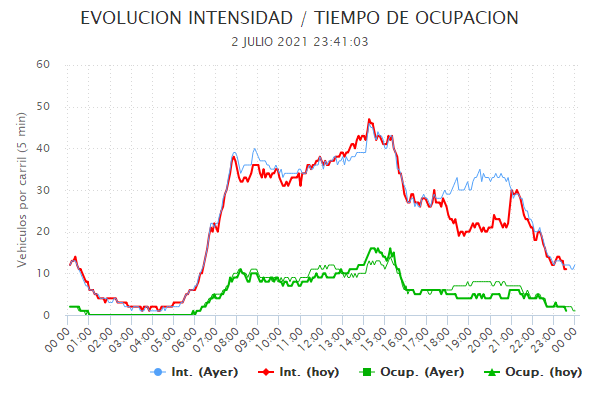 EVOLUCION INTENSIDAD / TIEMPO DE OCUPACION
2 JULIO 2021 23:41:03
Vehiculos por carril (5 min)
60
50
40
30
20
10
0
00:00 01:00 02:00 03:00 04:00 05:00 06:00 07:00 08:00 09:00 10:00 11:00 12:00 13:00 14:00 15:00 16:00 17:00 18:00 19:00 20:00 21:00 22:00 23:00 00:00
Int. (Ayer) Int. (hoy) Ocup. (Ayer) Ocup. (hoy)